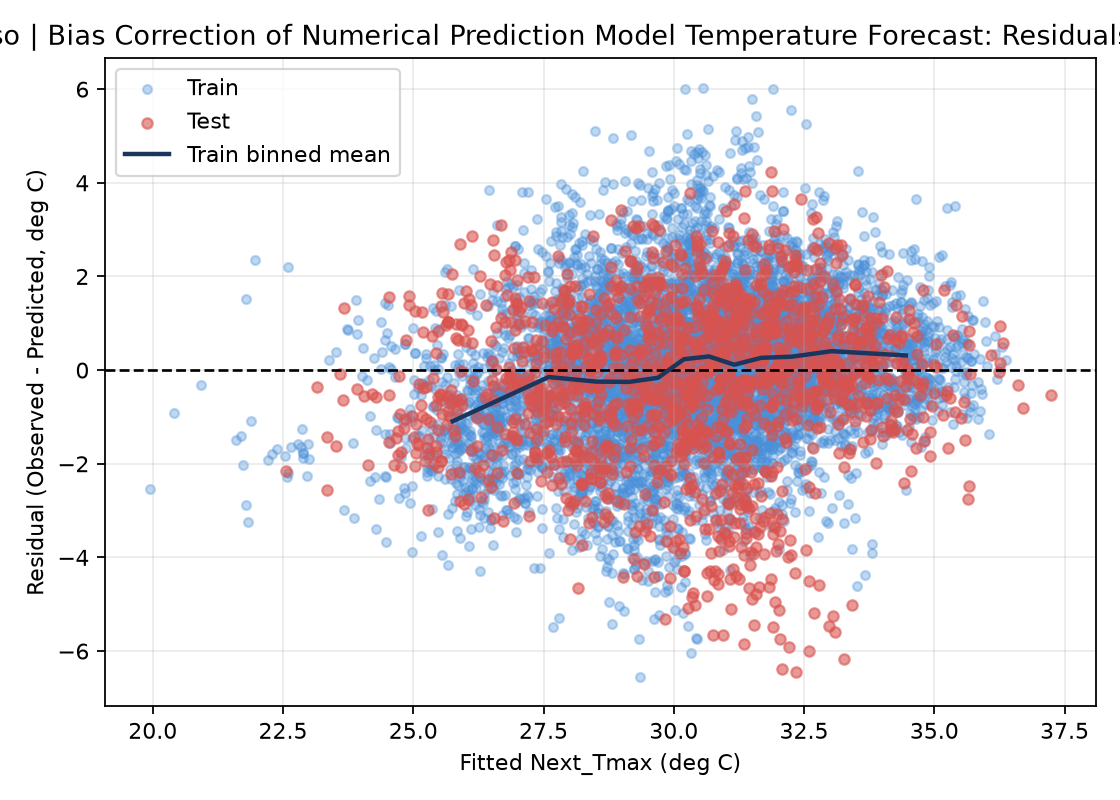 so | Bias Correction of Numerical Prediction Model Temperature Forecast: Residuals
Train
Test
Train binned mean
Residual (Observed - Predicted, deg C)
6
4
2
0
−2
−4
−6
20.0 22.5 25.0 27.5 30.0 32.5 35.0 37.5
Fitted Next_Tmax (deg C)